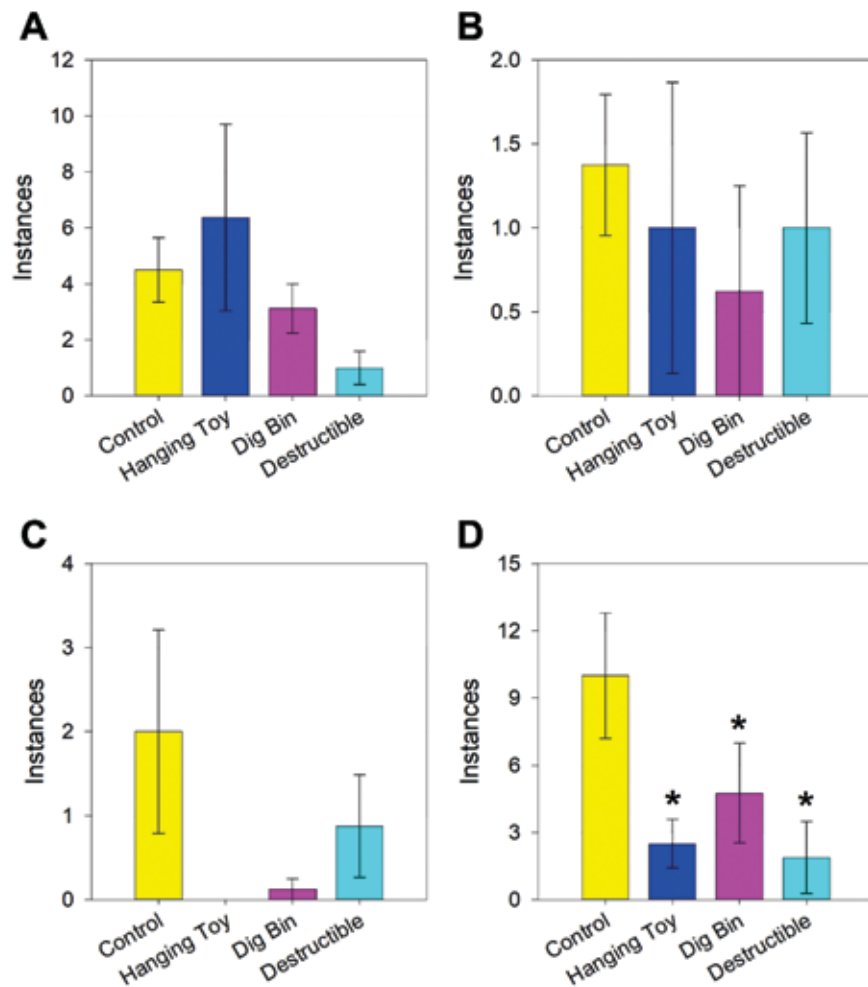 A
12
10
8
6
4
2
0
Instances
Control
Hanging Toy
Dig Bin
Destructible
B
2.0
1.5
1.0
0.5
0.0
Instances
Control
Hanging Toy
Dig Bin
Destructible
C
4
3
2
1
0
Instances
Control
Hanging Toy
Dig Bin
Destructible
D
15
12
9
6
3
0
Instances
*
*
*
Control
Hanging Toy
Dig Bin
Destructible